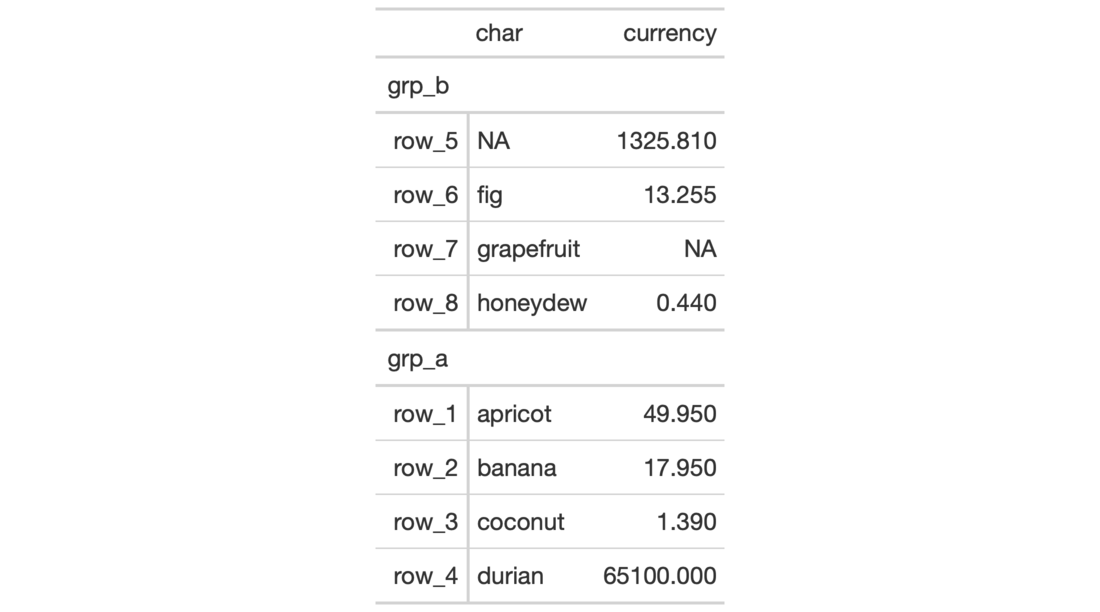 char currency
grp_b
row_5 NA 1325.810
row_6 fig 13.255
row_7 grapefruit NA
row_8 honeydew 0.440
grp_a
row_1 apricot 49.950
row_2 banana 17.950
row_3 coconut 1.390
row_4 durian 65100.000